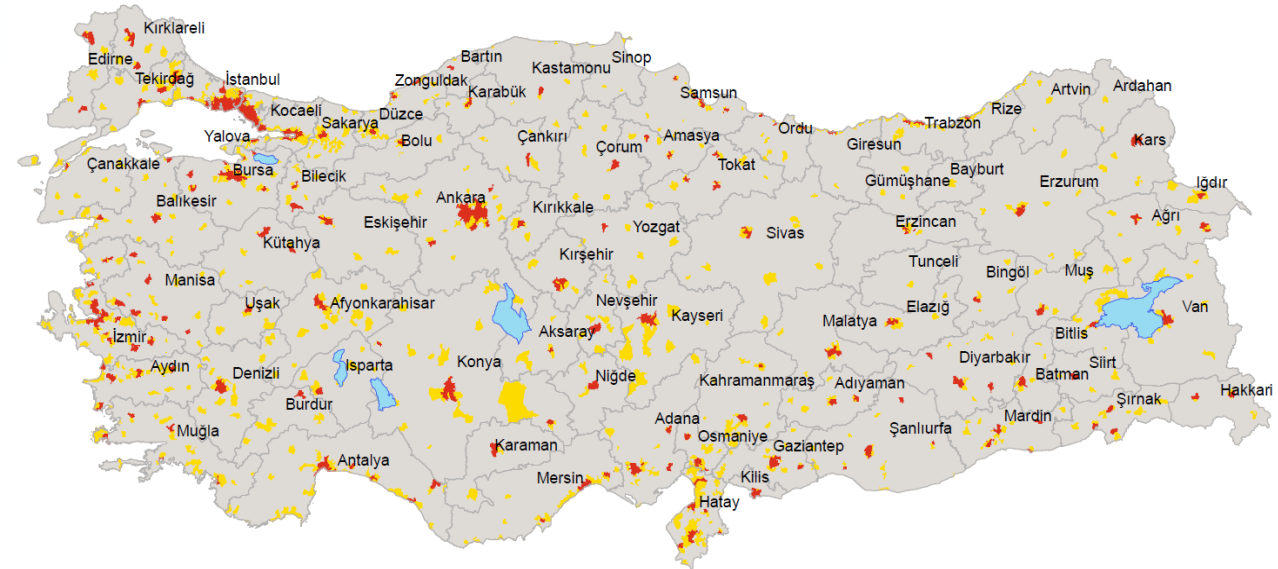 Kırklareli
Edirne
Tekirdağ
İstanbul
Kocaeli
Yalova
Sakarya
Düzce
Zonguldak
Bartın
Karabük
Kastamonu
Sinop
Samsun
Ordu
Giresun
Trabzon
Rize
Artvin
Ardahan
Kars
Bolu
Çankırı
Çorum
Amasya
Tokat
Gümüşhane
Bayburt
Erzurum
Iğdır
Ağrı
Çanakkale
Bursa
Bilecik
Balıkesir
Eskişehir
Ankara
Kırıkkale
Yozgat
Sivas
Erzincan
Kütahya
Kırşehir
Tunceli
Bingöl
Muş
Manisa
Uşak
Afyonkarahisar
Nevşehir
Kayseri
Malatya
Elazığ
Bitlis
Van
İzmir
Aksaray
Aydın
Denizli
Isparta
Konya
Niğde
Kahramanmaraş
Adıyaman
Diyarbakır
Batman
Siirt
Hakkari
Burdur
Şırnak
Mardin
Muğla
Adana
Osmaniye
Gaziantep
Şanlıurfa
Antalya
Karaman
Mersin
Kilis
Hatay